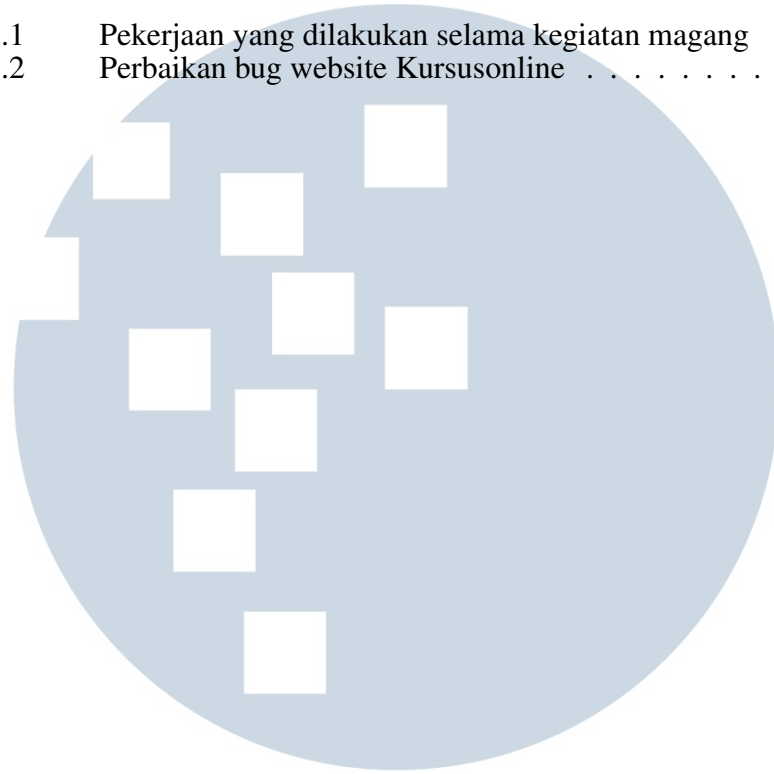 .1 Pekerjaan yang dilakukan selama kegiatan magang
.2 Perbaikan bug website Kursusonline . . . . . . . .